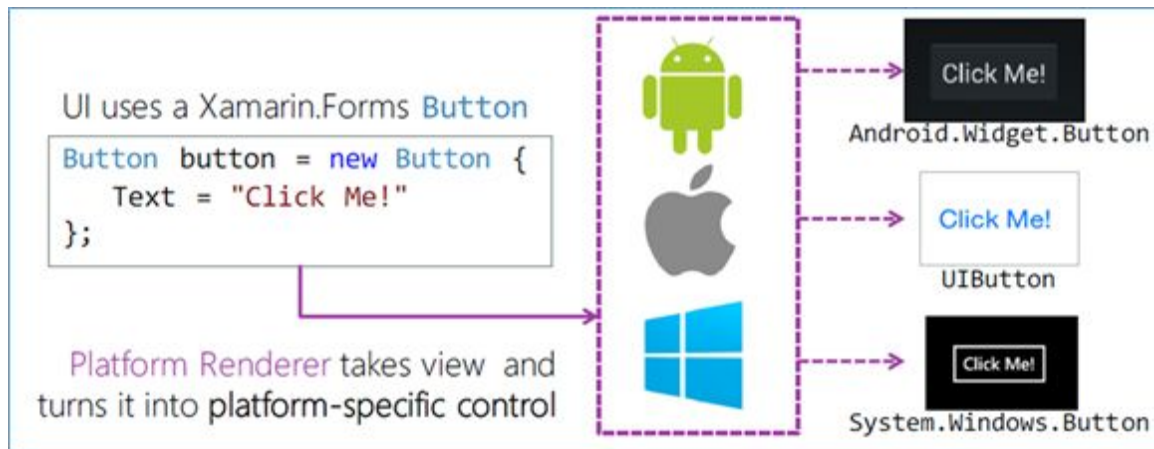 UI uses a Xamarin.Forms Button
Button button = new Button {
Text = "Click Me!"
};
Platform Renderer takes view and
turns it into platform-specific control
Click Me!
Android.Widget.Button
Click Me!
UIButton
Click Me!
System.Windows.Button